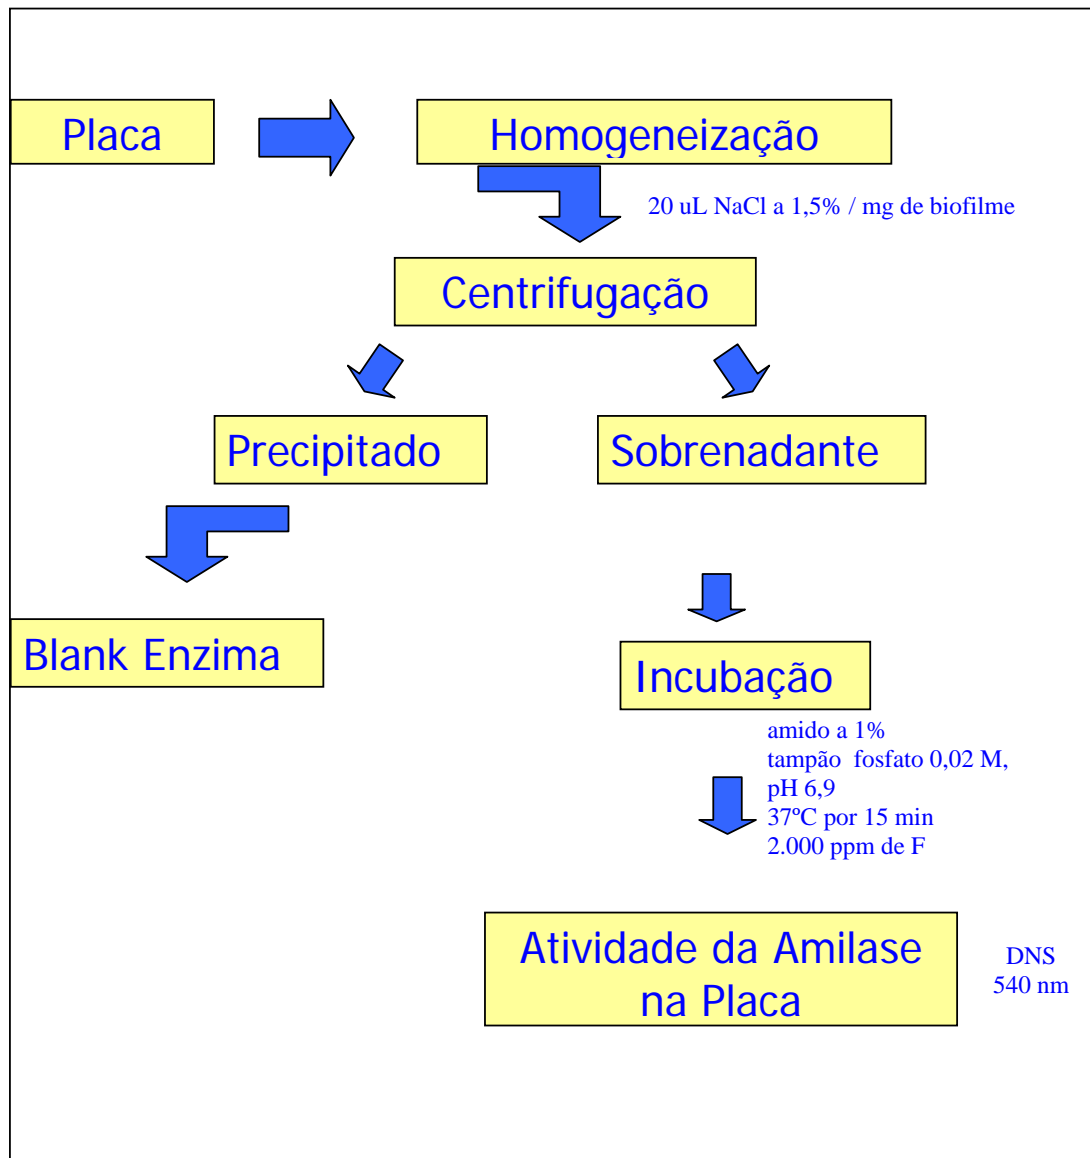 Placa
Homogeneização
20 uL NaCl a 1,5% / mg de biofilme
Centrifugação
Precipitado
Sobrenadante
Blank Enzima
Incubação
amido a 1%
tampão fosfato 0,02 M,
pH 6,9
37ºC por 15 min
2.000 ppm de F
Atividade da Amilase
na Placa
DNS
540 nm